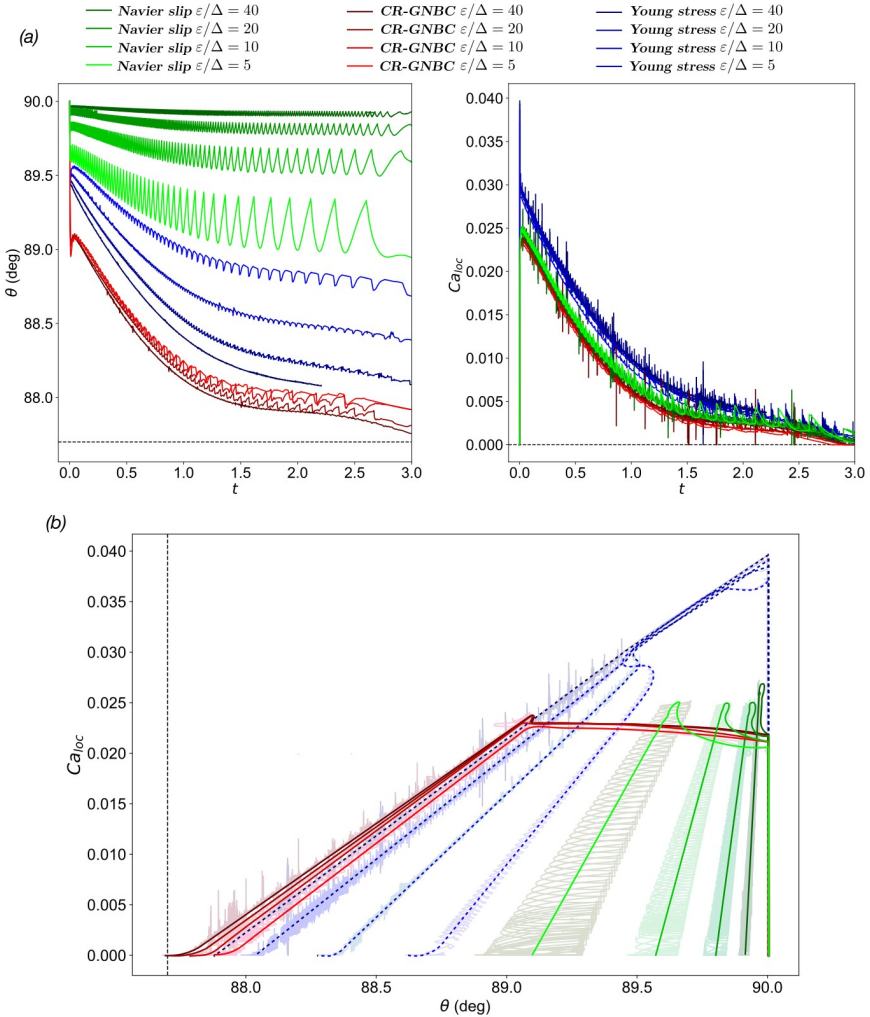 Navier slip ε/Δ = 40
Navier slip ε/Δ = 20
Navier slip ε/Δ = 10
Navier slip ε/Δ = 5
CR-GNBC ε/Δ = 40
CR-GNBC ε/Δ = 20
CR-GNBC ε/Δ = 10
CR-GNBC ε/Δ = 5
Young stress ε/Δ = 40
Young stress ε/Δ = 20
Young stress ε/Δ = 10
Young stress ε/Δ = 5
(a)
θ (deg)
90.0
89.5
89.0
88.5
88.0
0.0 0.5 1.0 1.5 2.0 2.5 3.0
t
Ca_loc
0.040
0.035
0.030
0.025
0.020
0.015
0.010
0.005
0.000
0.0 0.5 1.0 1.5 2.0 2.5 3.0
t
(b)
Ca_loc
0.040
0.035
0.030
0.025
0.020
0.015
0.010
0.005
0.000
88.0 88.5 89.0 89.5 90.0
θ (deg)